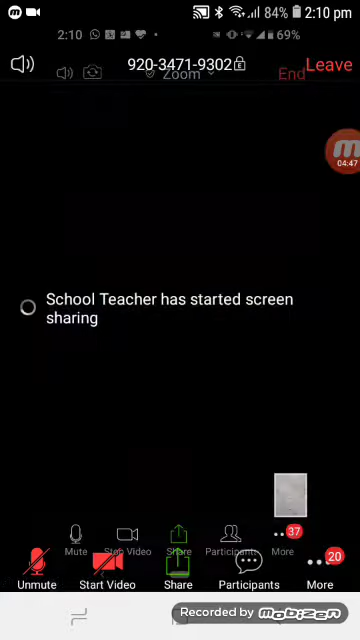 84% 2:10 pm
2:10 69%
920-3471-9302 Leave
Zoom End
04:47
School Teacher has started screen
sharing
37
Mute Stop Video Share Participants More
20
Unmute Start Video Share Participants More
Recorded by mobizen